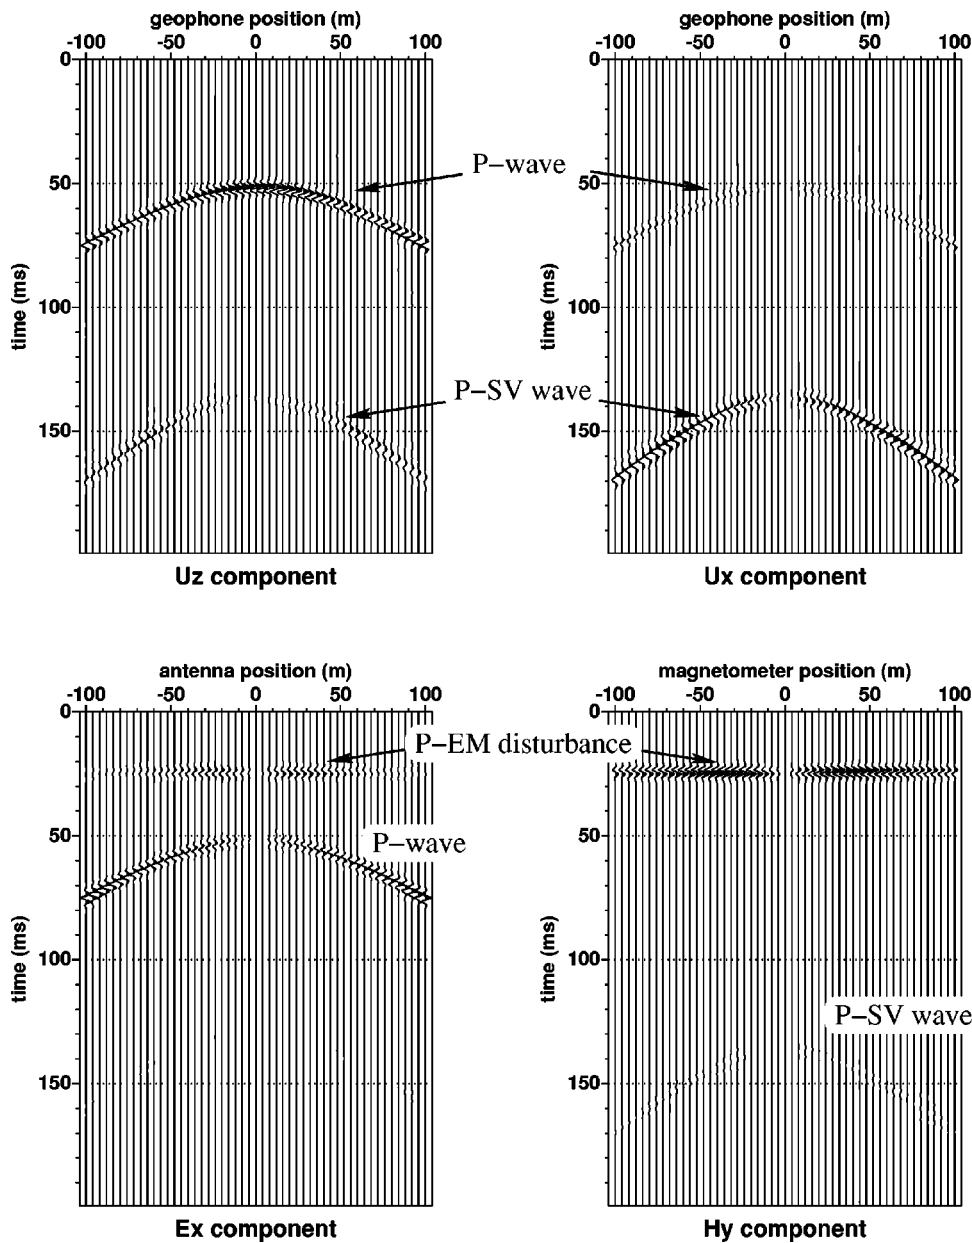 geophone position (m)
-100 -50 0 50 100
0
50
100
150
time (ms)
Uz component
geophone position (m)
-100 -50 0 50 100
0
50
100
150
time (ms)
Ux component
P-wave
P-SV wave
antenna position (m)
-100 -50 0 50 100
0
50
100
150
time (ms)
Ex component
magnetometer position (m)
-100 -50 0 50 100
0
50
100
150
time (ms)
Hy component
P-EM disturbance
P-wave
P-SV wave